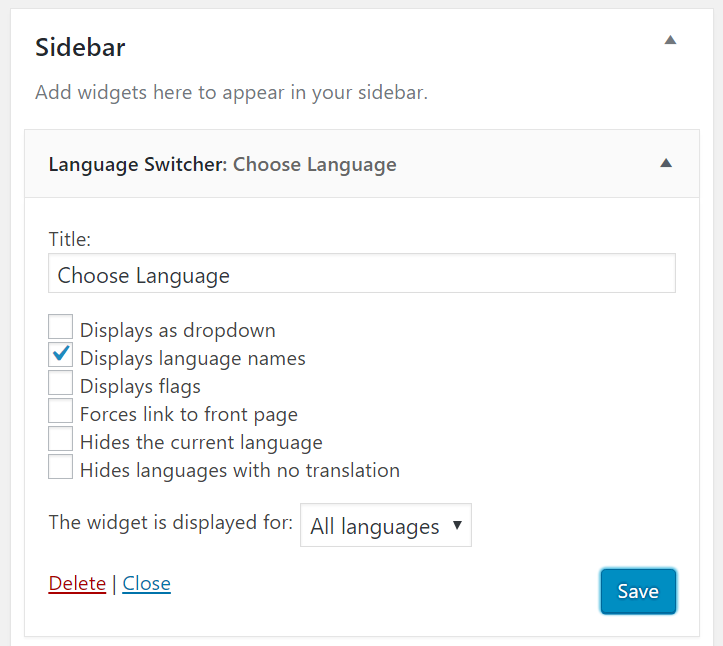 Sidebar
Add widgets here to appear in your sidebar.
Language Switcher: Choose Language
Title:
Choose Language
Displays as dropdown
Displays language names
Displays flags
Forces link to front page
Hides the current language
Hides languages with no translation
The widget is displayed for: All languages
Delete | Close
Save